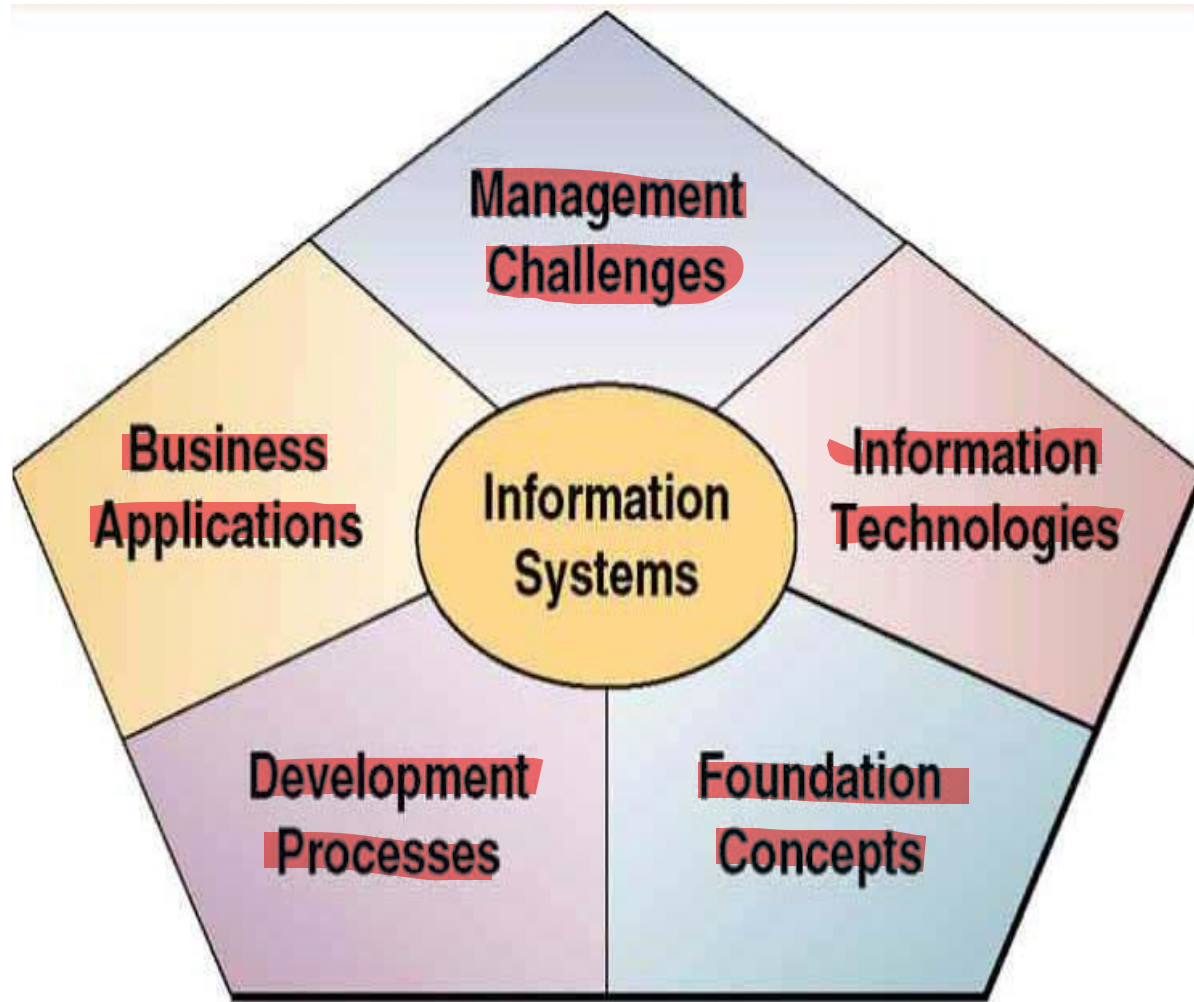 Management
Challenges
Business
Applications
Information
Systems
Information
Technologies
Development
Processes
Foundation
Concepts